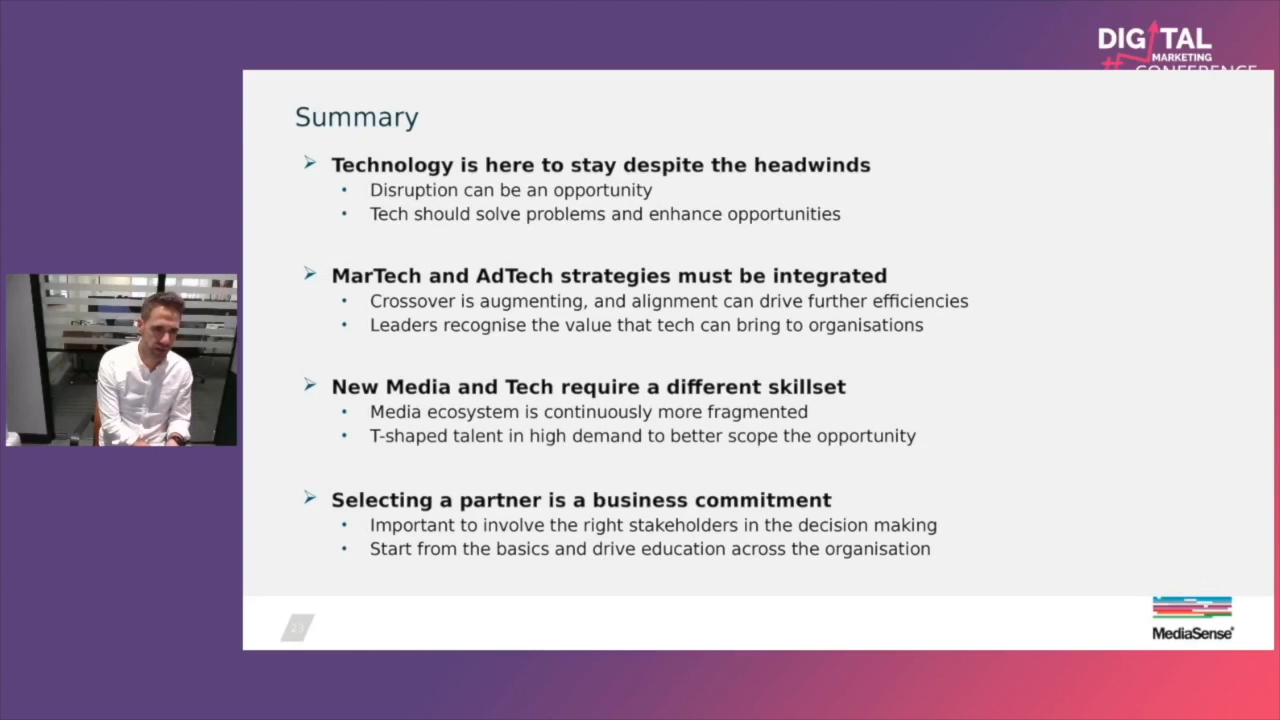 DIGITAL
MARKETING
#CONFERENCE
Summary
Technology is here to stay despite the headwinds
Disruption can be an opportunity
Tech should solve problems and enhance opportunities
MarTech and AdTech strategies must be integrated
Crossover is augmenting, and alignment can drive further efficiencies
Leaders recognise the value that tech can bring to organisations
New Media and Tech require a different skillset
Media ecosystem is continuously more fragmented
T-shaped talent in high demand to better scope the opportunity
Selecting a partner is a business commitment
Important to involve the right stakeholders in the decision making
Start from the basics and drive education across the organisation
23
MediaSense